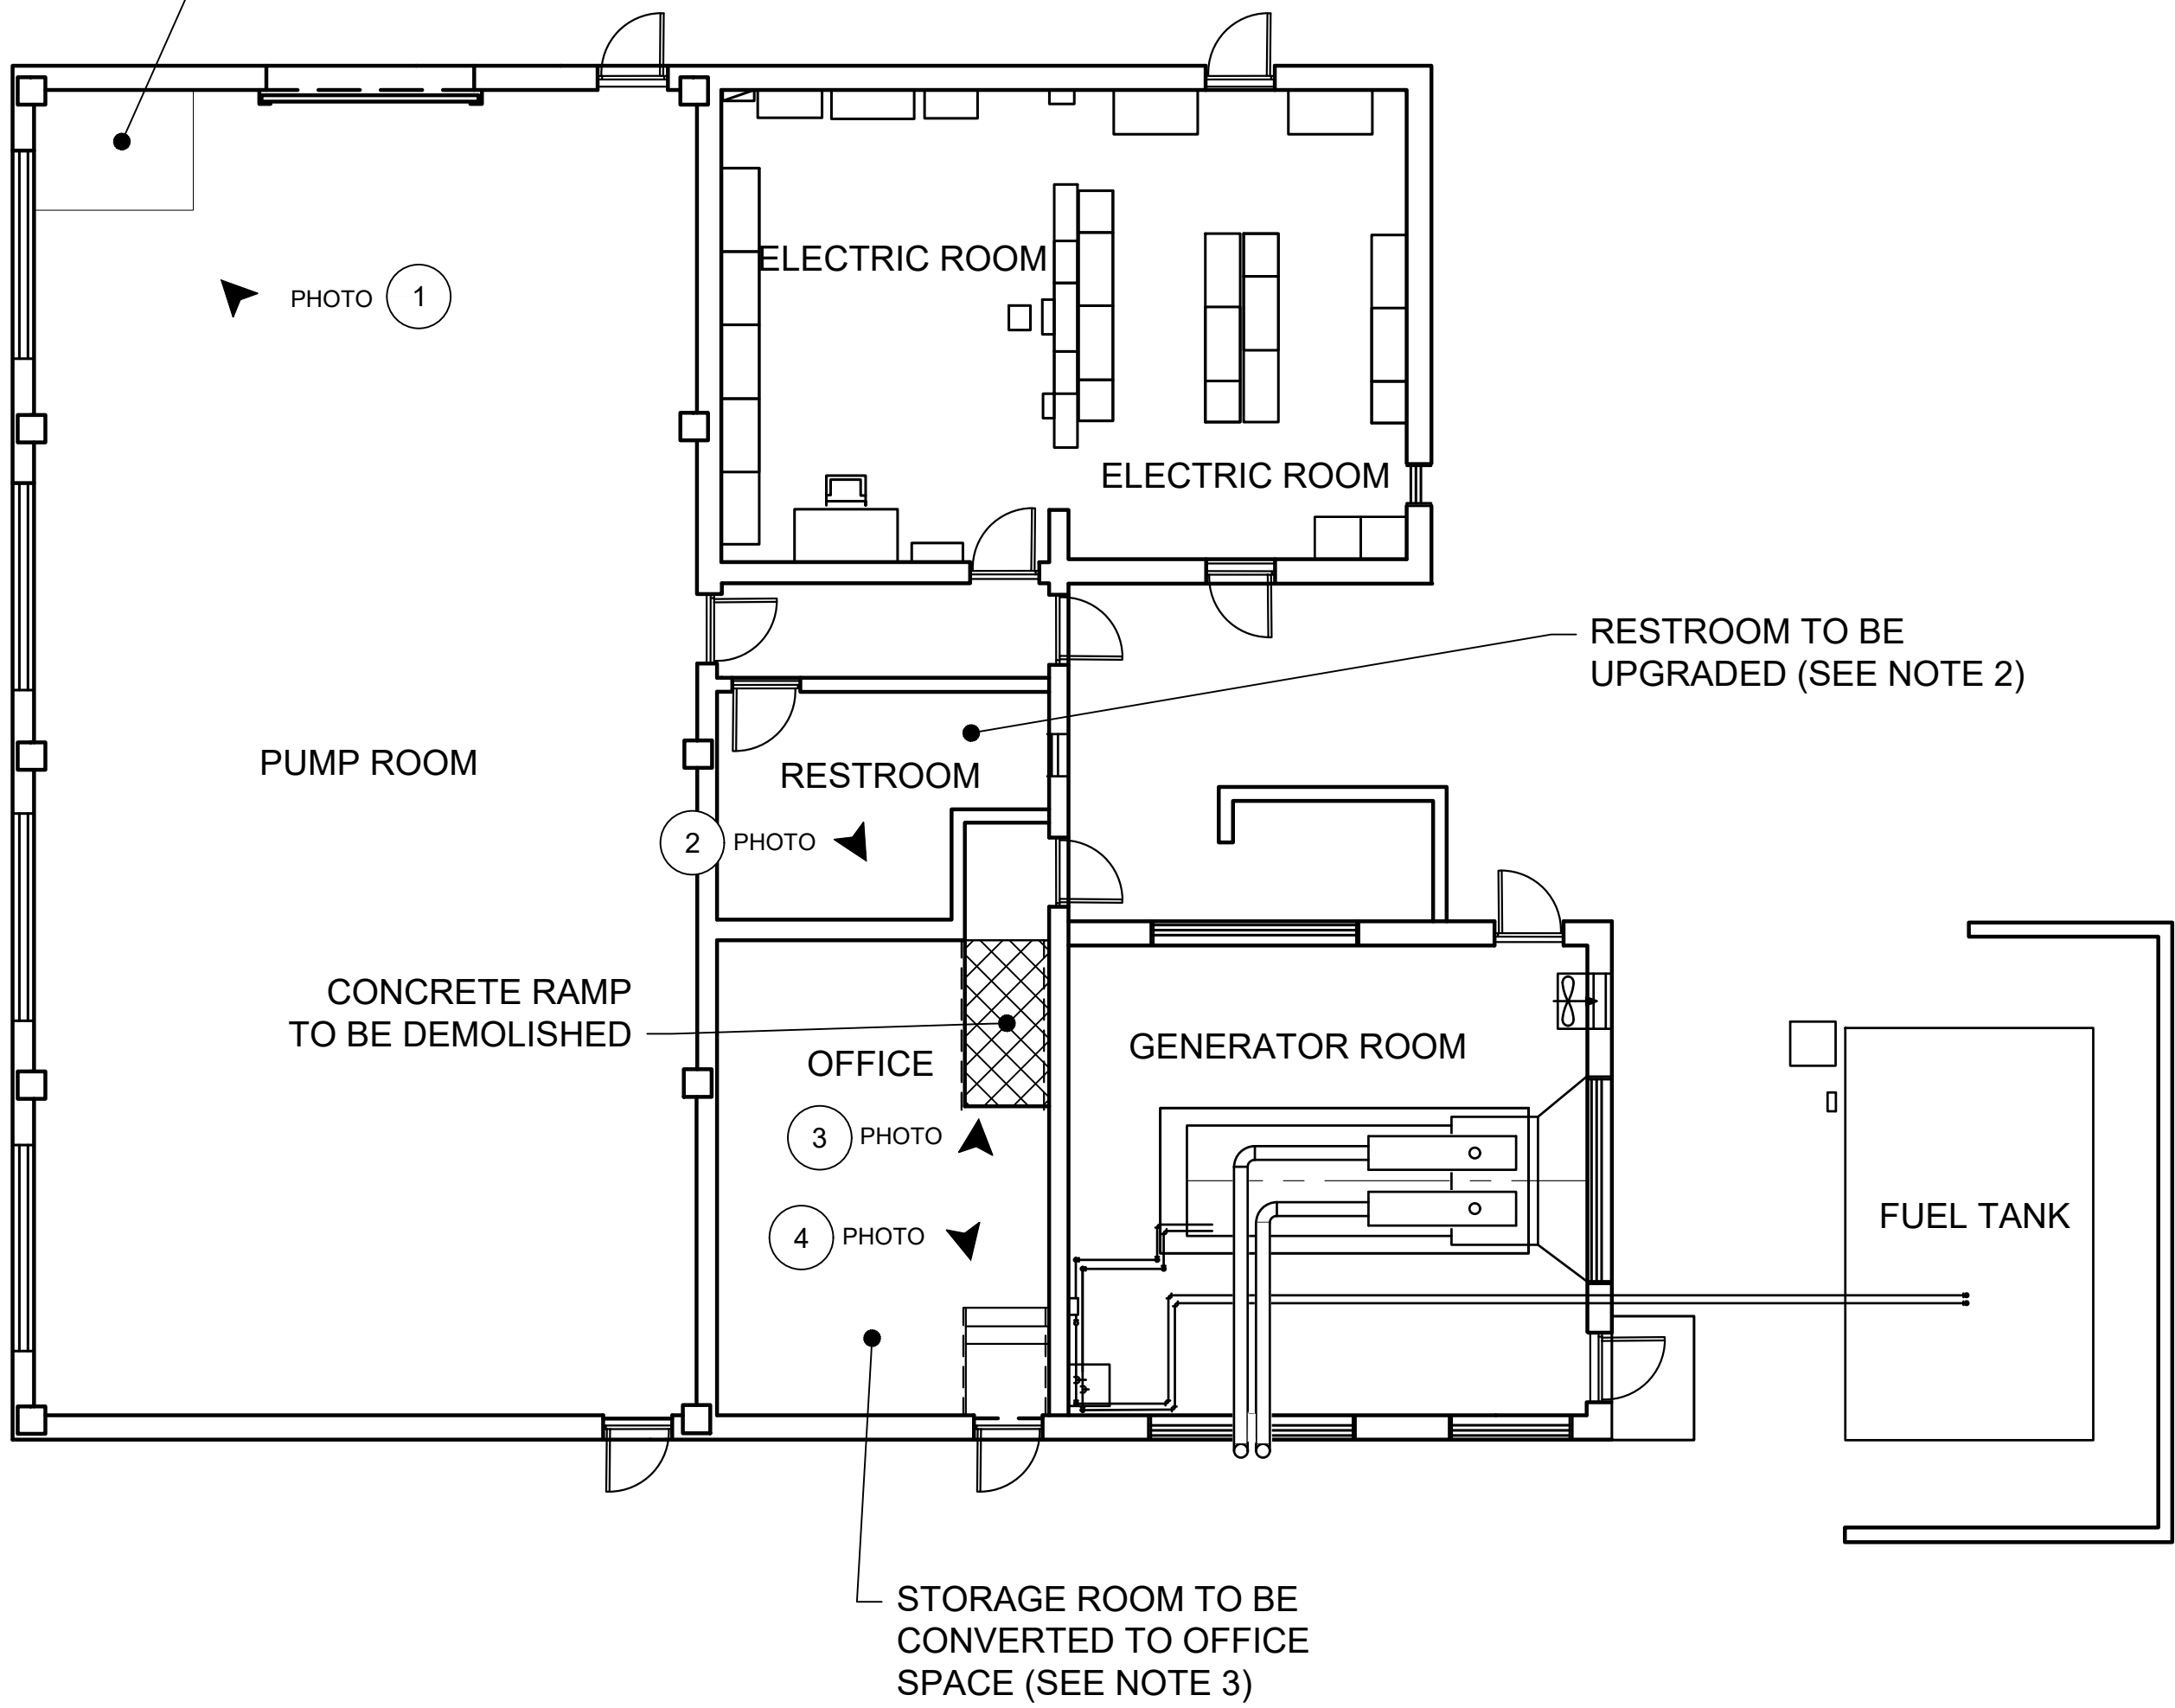 ELECTRIC ROOM
PHOTO 1
ELECTRIC ROOM
RESTROOM TO BE
UPGRADED (SEE NOTE 2)
PUMP ROOM
RESTROOM
2 PHOTO
CONCRETE RAMP
TO BE DEMOLISHED
OFFICE
GENERATOR ROOM
3 PHOTO
4 PHOTO
FUEL TANK
STORAGE ROOM TO BE
CONVERTED TO OFFICE
SPACE (SEE NOTE 3)